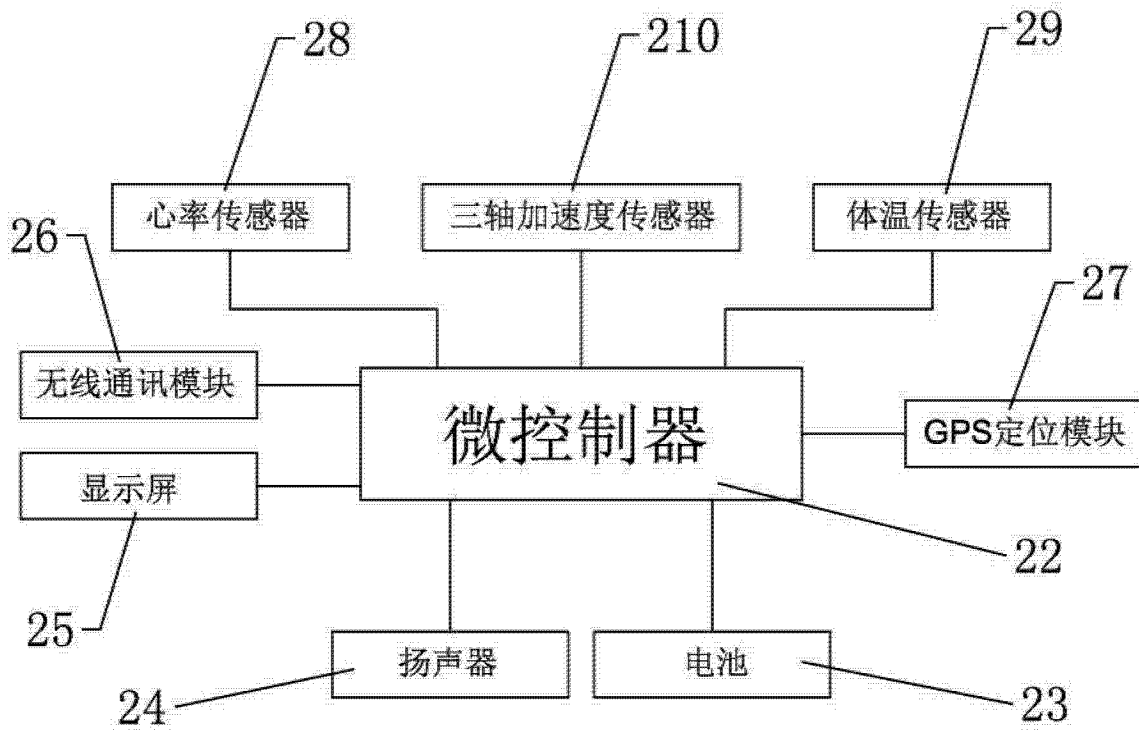 28
210
29
心率传感器
三轴加速度传感器
体温传感器
26
27
无线通讯模块
微控制器
GPS定位模块
显示屏
22
25
扬声器
电池
24
23